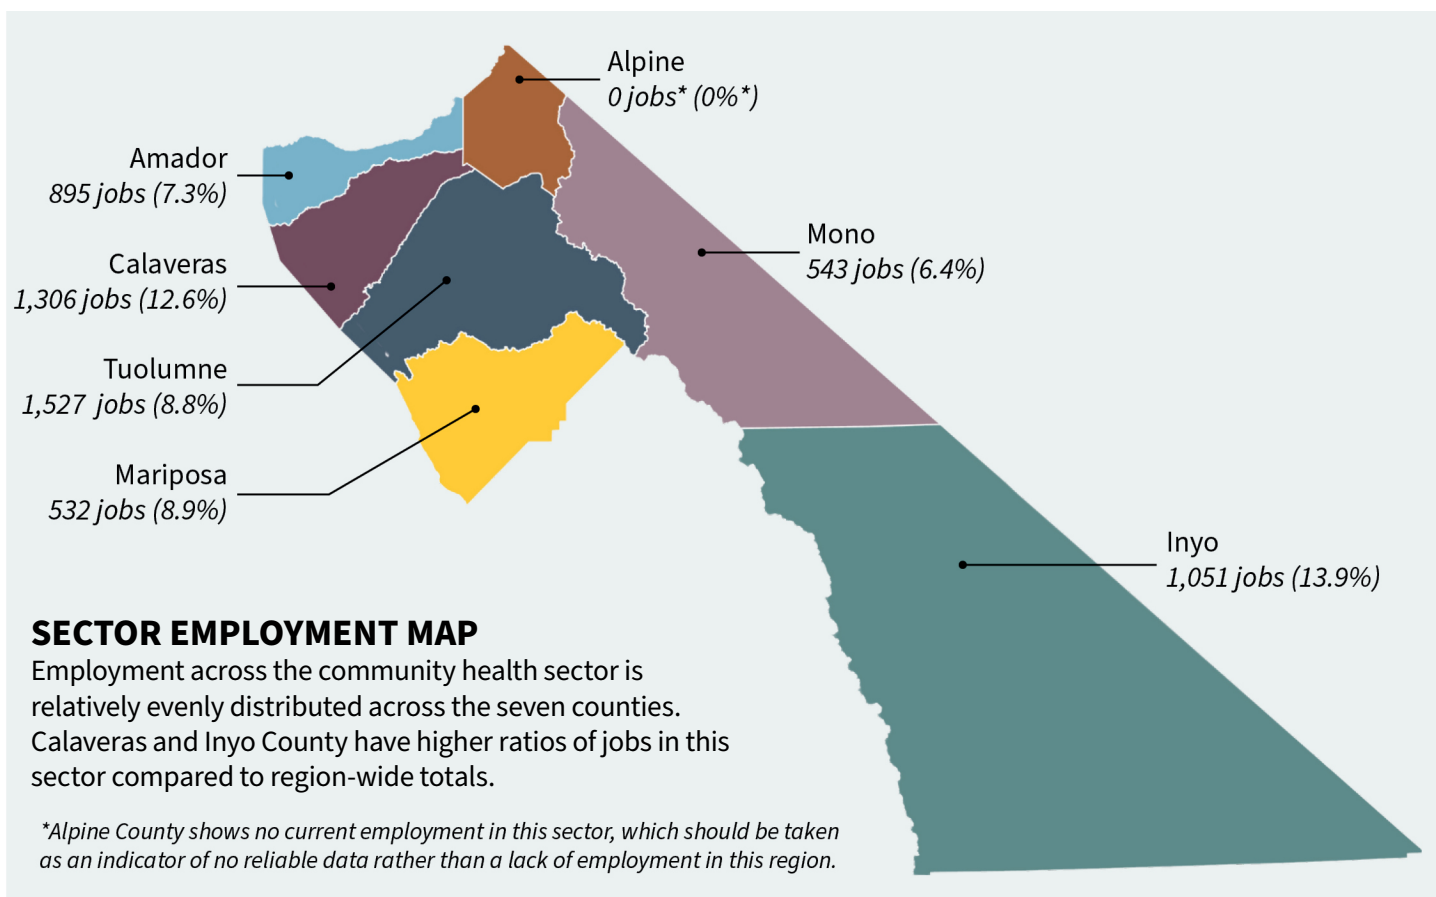 Alpine
0 jobs* (0%*)
Amador
895 jobs (7.3%)
Mono
543 jobs (6.4%)
Calaveras
1,306 jobs (12.6%)
Tuolumne
1,527 jobs (8.8%)
Mariposa
532 jobs (8.9%)
Inyo
1,051 jobs (13.9%)
SECTOR EMPLOYMENT MAP
Employment across the community health sector is
relatively evenly distributed across the seven counties.
Calaveras and Inyo County have higher ratios of jobs in this
sector compared to region-wide totals.
*Alpine County shows no current employment in this sector, which should be taken
as an indicator of no reliable data rather than a lack of employment in this region.